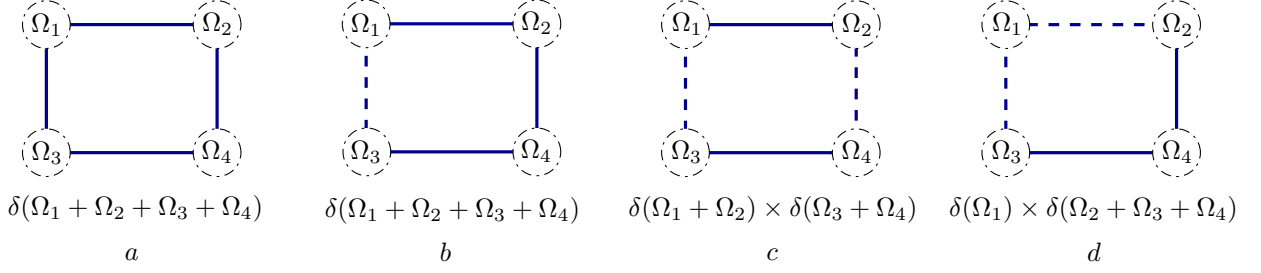 Ω₁ Ω₂ Ω₁ Ω₂ Ω₁ Ω₂ Ω₁ Ω₂
Ω₃ Ω₄ Ω₃ Ω₄ Ω₃ Ω₄ Ω₃ Ω₄
δ(Ω₁ + Ω₂ + Ω₃ + Ω₄) δ(Ω₁ + Ω₂ + Ω₃ + Ω₄) δ(Ω₁ + Ω₂) × δ(Ω₃ + Ω₄) δ(Ω₁) × δ(Ω₂ + Ω₃ + Ω₄)
a b c d